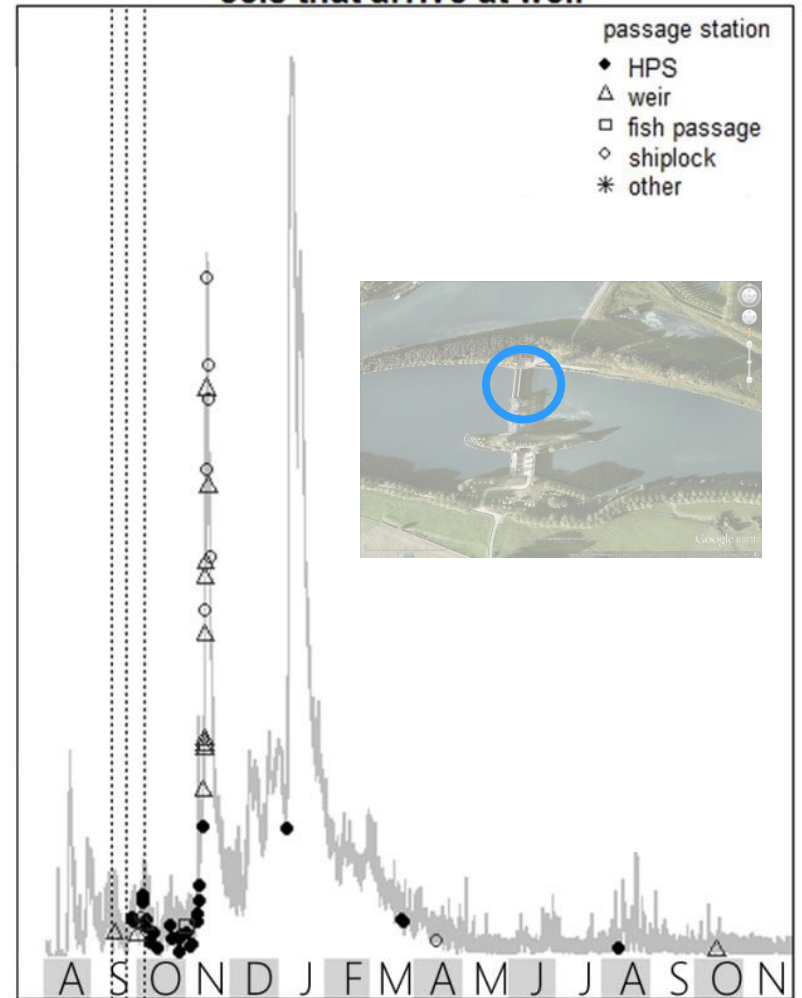 passage station
HPS
weir
fish passage
shiplock
other
Google earth
A S O N D J F M A M J J A S O N